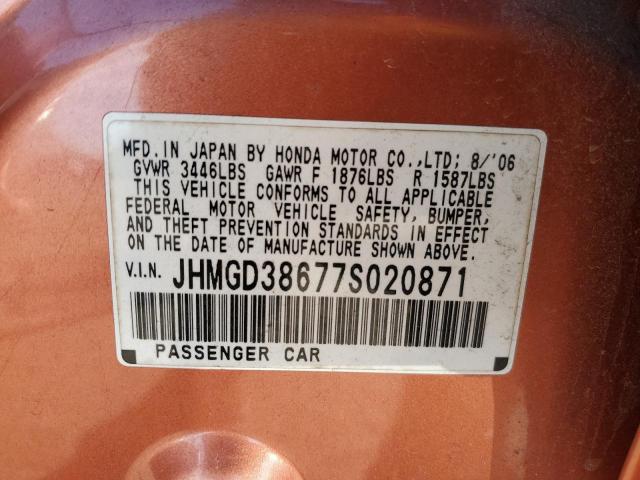 MFD.IN JAPAN BY HONDA MOTOR CO.,LTD; 8/'06
GVWR 3446LBS GAWR F 1876LBS R 1587LBS
THIS VEHICLE CONFORMS TO ALL APPLICABLE
FEDERAL MOTOR VEHICLE SAFETY, BUMPER,
AND THEFT PREVENTION STANDARDS IN EFFECT
ON THE DATE OF MANUFACTURE SHOWN ABOVE.
V.I.N. JHMGD38677S020871
PASSENGER CAR